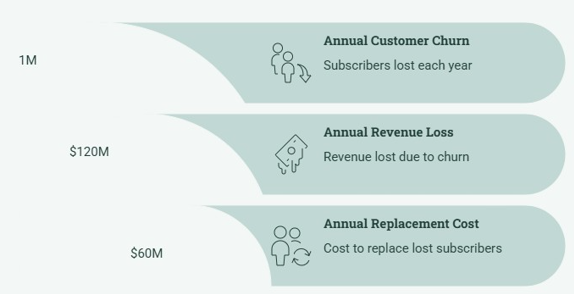 1M
Annual Customer Churn
Subscribers lost each year
$120M
Annual Revenue Loss
Revenue lost due to churn
$60M
Annual Replacement Cost
Cost to replace lost subscribers